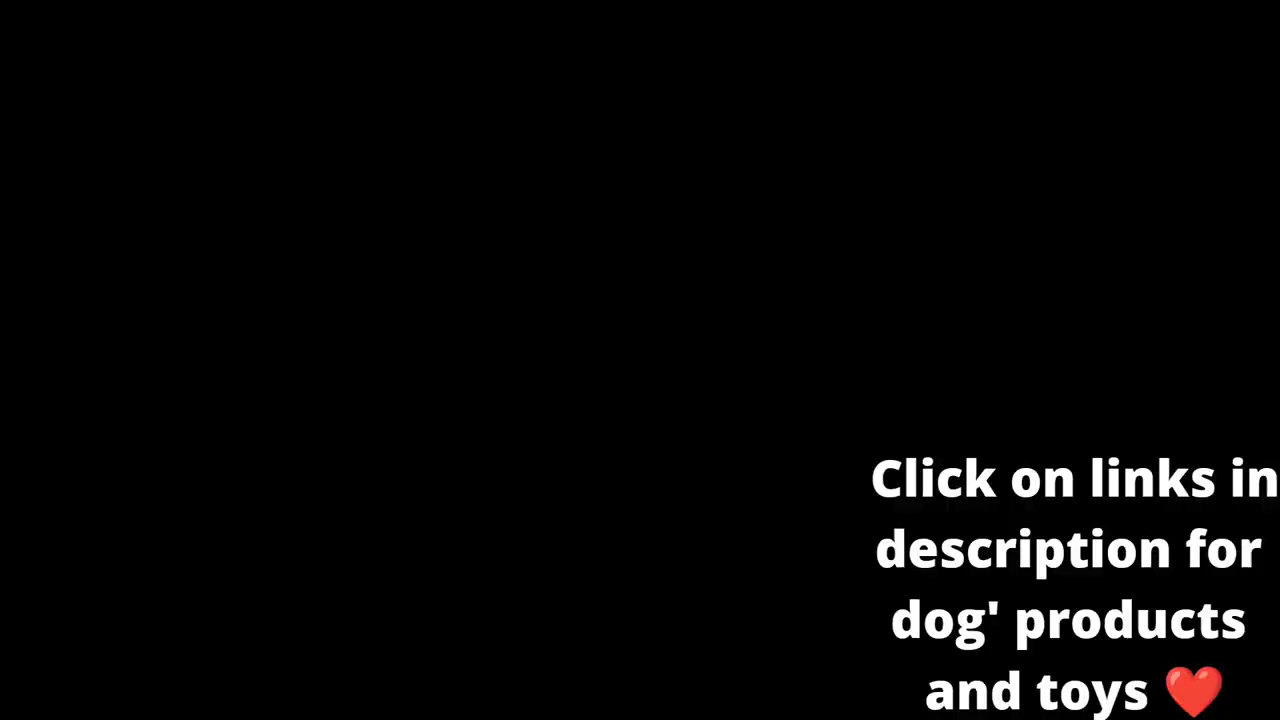 Click on links in
description for
dog' products
and toys ❤️